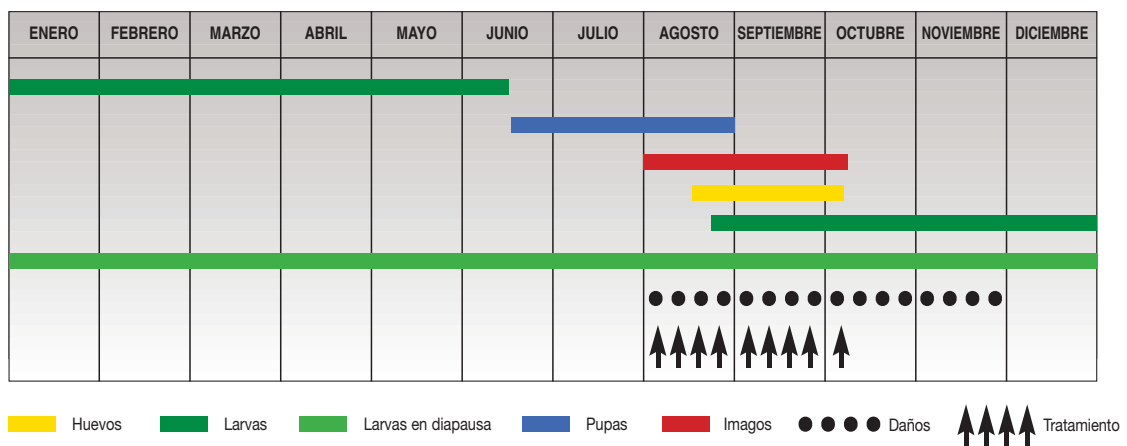 ENERO FEBRERO MARZO ABRIL MAYO JUNIO JULIO AGOSTO SEPTIEMBRE OCTUBRE NOVIEMBRE DICIEMBRE
Huevos Larvas Larvas en diapausa Pupas Imagos Daños Tratamiento